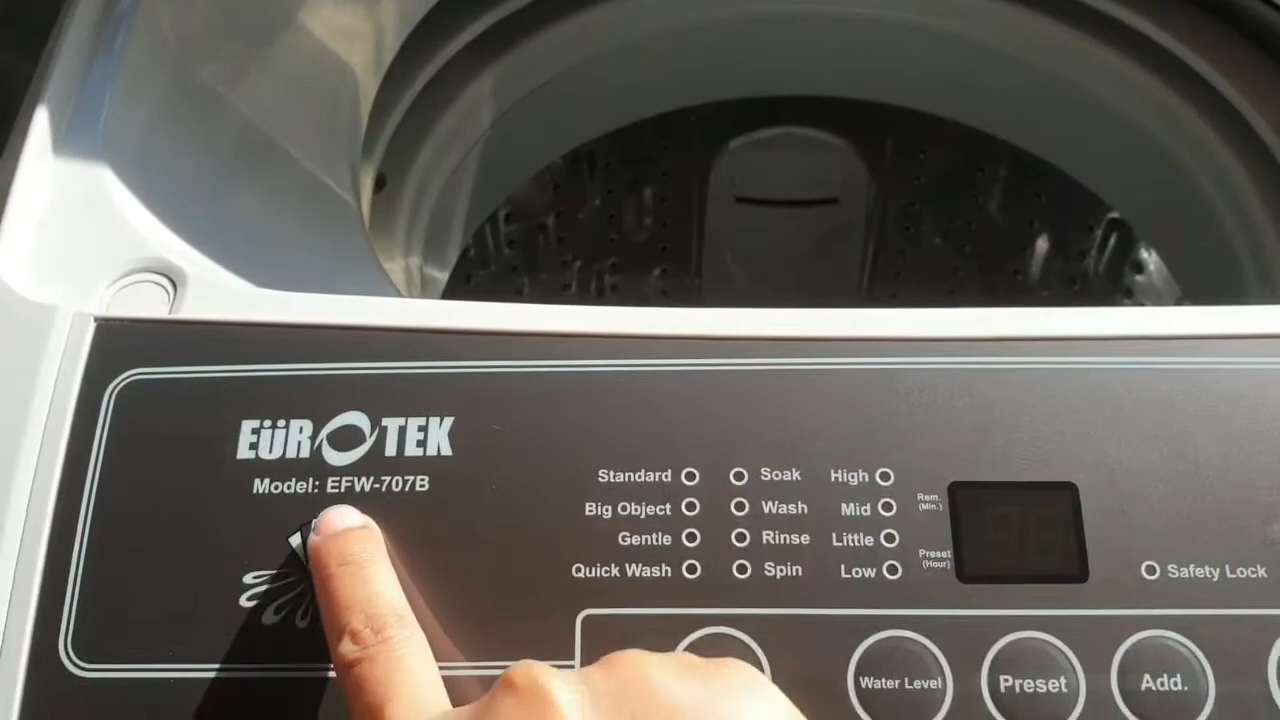 EÜROTEK
Model: EFW-707B
Standard
Big Object
Gentle
Quick Wash
Soak
Wash
Rinse
Spin
High
Mid
Little
Low
Rem.
(Min.)
Preset
(Hour)
Safety Lock
Water Level
Preset
Add.